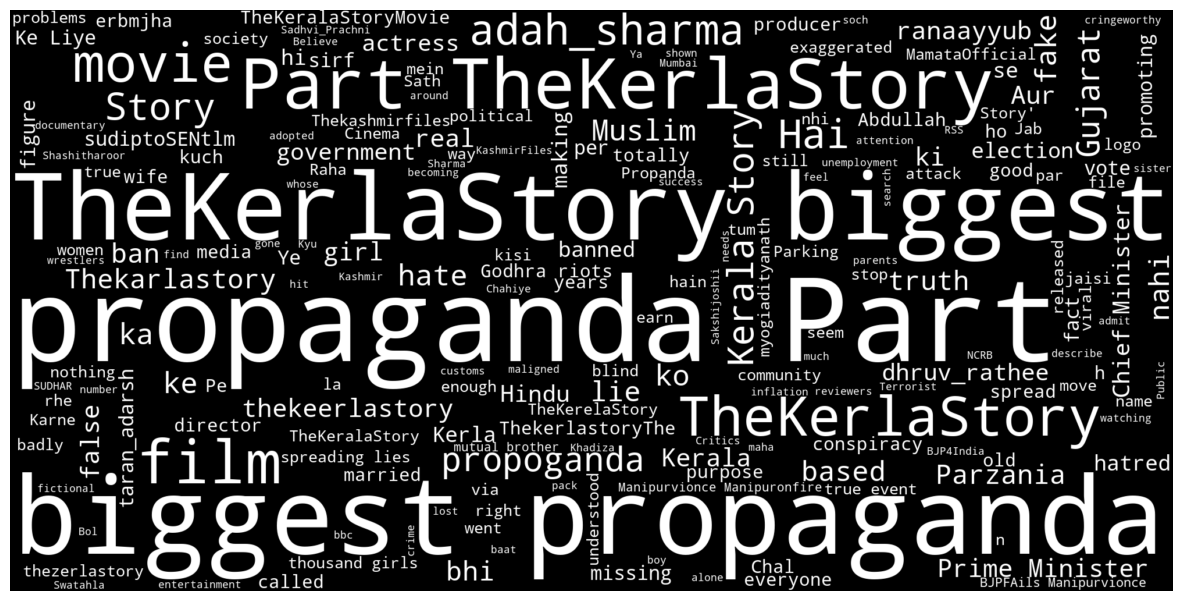 problems erbmjha TheKeralaStoryMovie soch cringeworthy
Ke Liye society Sadhvi_Prachni Believe actress adah_sharma producer ranaayyub
movie hi sirf mein Ya shown Mumbai exaggerated MamataOfficial fake promoting
Part TheKerlaStory se Aur Gujarat
Story Sath around Thekashmirfiles political making Muslim Hai nhi Abdullah Story' RSS ho Jab
figure documentary sudiptoSENtlm adopted Cinema real per attention election logo
Shashitharoor kuch government way KashmirFiles totally still unemployment ki good par vote sister
true wife Raha Sharma becoming Propanda feel attack file
TheKerlaStory whose success Kerala Story search biggest
women wrestlers ban find gone media Kyu Ye girl kisi banned tum needs Parking parents released Chief Minister nahi
Thekarlastory hit Kashmir hate Godhra riots Chahiye years hain Sakshijoshii myogiadityanath stop truth fact viral jaisi admit
propaganda ka earn seem Part
nothing la customs maligned blind much NCRB describe
SUDHAR number ke Pe enough Hindu lie ko community dhruv_rathee h Public
rhe Karne thekeerlastory TheKerelaStory inflation reviewers Terrorist spread move name watching
badly false taran_adarsh director TheKeralaStory Kerla ThekerlastoryThe TheKerlaStory
film spreading lies mutual brother Khadiza Critics maha conspiracy BJP4India
married propoganda Kerala purpose based old Parzania hatred
fictional via pack understood Manipurvionce Manipuronfire true event
biggest lost right propaganda
Bol bbc crime went baat boy n
thezerlastory thousand girls bhi missing alone Chal Prime Minister
Swatahla entertainment called everyone BJPFAils Manipurvionce